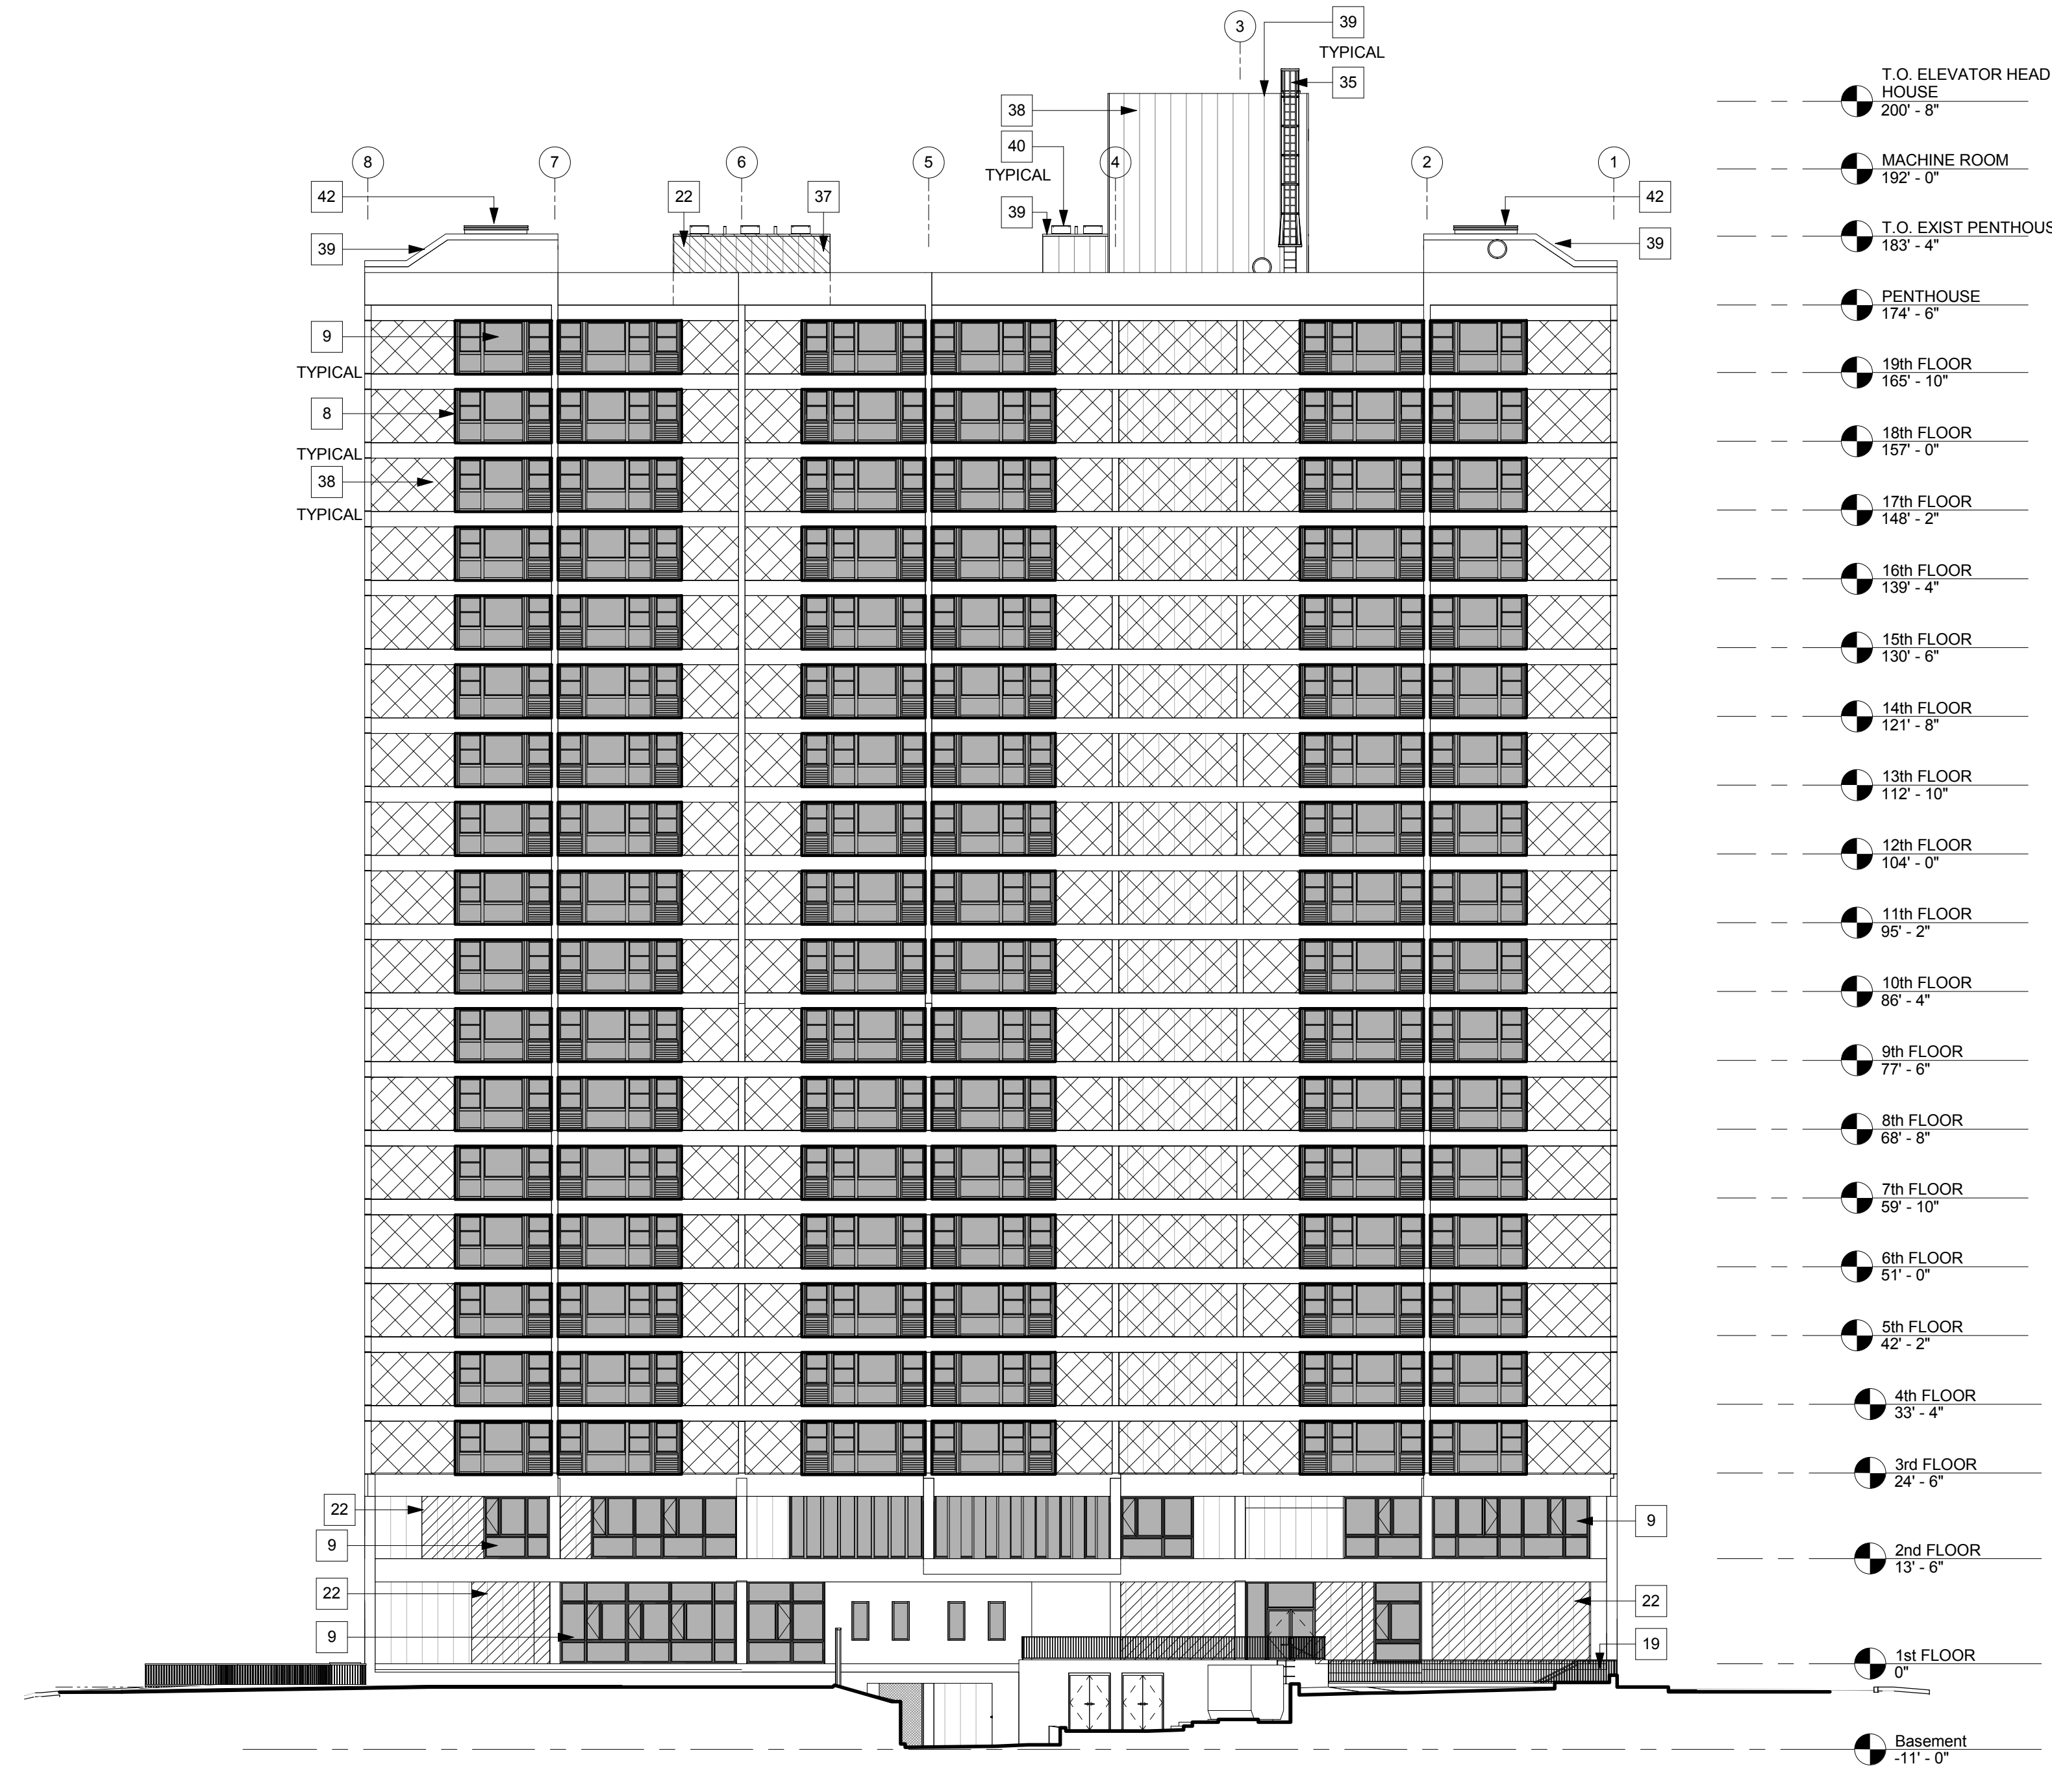 3
39
TYPICAL
35
38
40
TYPICAL
39
8
7
6
5
4
2
1
42
22
37
42
39
39
9
TYPICAL
8
TYPICAL
38
TYPICAL
22
9
22
9
9
22
19
T.O. ELEVATOR HEAD
HOUSE
200' - 8"
MACHINE ROOM
192' - 0"
T.O. EXIST PENTHOUS
183' - 4"
PENTHOUSE
174' - 6"
19th FLOOR
165' - 10"
18th FLOOR
157' - 0"
17th FLOOR
148' - 2"
16th FLOOR
139' - 4"
15th FLOOR
130' - 6"
14th FLOOR
121' - 8"
13th FLOOR
112' - 10"
12th FLOOR
104' - 0"
11th FLOOR
95' - 2"
10th FLOOR
86' - 4"
9th FLOOR
77' - 6"
8th FLOOR
68' - 8"
7th FLOOR
59' - 10"
6th FLOOR
51' - 0"
5th FLOOR
42' - 2"
4th FLOOR
33' - 4"
3rd FLOOR
24' - 6"
2nd FLOOR
13' - 6"
1st FLOOR
0"
Basement
-11' - 0"